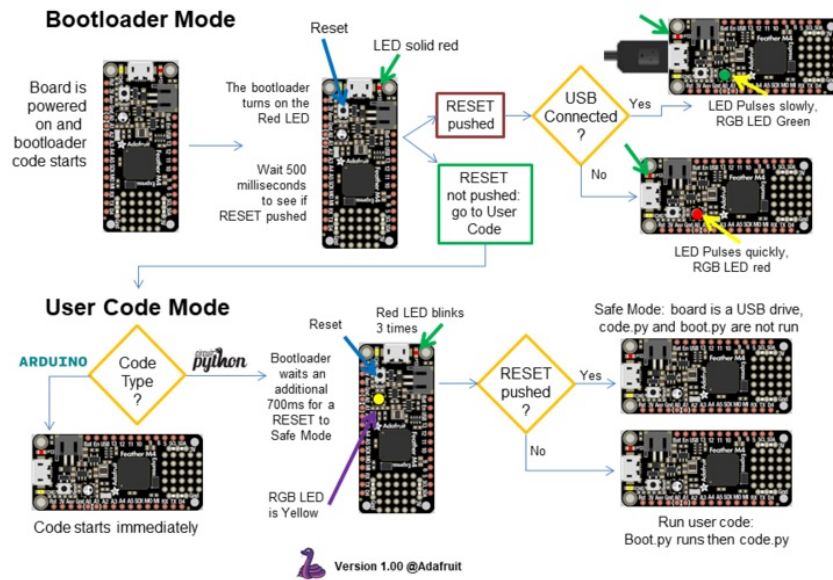 Bootloader Mode
Board is
powered
on and
bootloader
code starts
Reset
LED solid red
The bootloader
turns on the
Red LED
Wait 500
milliseconds
to see if
RESET pushed
RESET
pushed
RESET
not pushed:
go to User
Code
USB
Connected
?
Yes
No
LED Pulses slowly,
RGB LED Green
LED Pulses quickly,
RGB LED red
User Code Mode
ARDUINO
Code
Type
?
circuit
python
Code starts immediately
Bootloader
waits an
additional
700ms for a
RESET to
Safe Mode
Reset
Red LED blinks
3 times
RGB LED
is Yellow
RESET
pushed
?
Yes
No
Safe Mode: board is a USB drive,
code.py and boot.py are not run
Run user code:
Boot.py runs then code.py
Version 1.00 @Adafruit
Adafruit
Feather M4